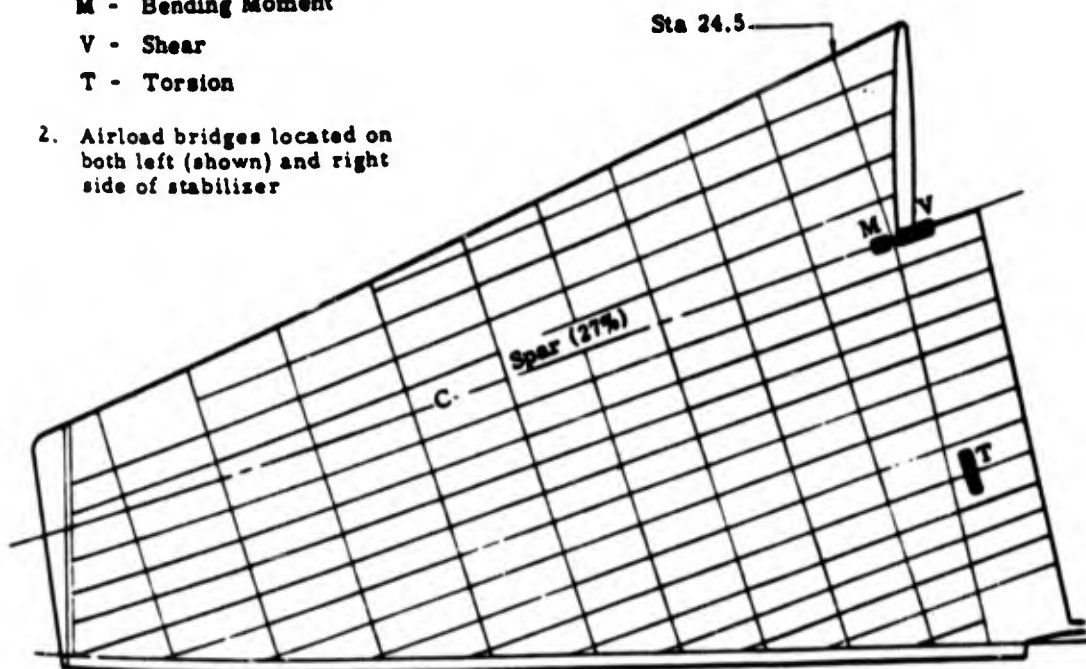 M - Bending Moment
V - Shear
T - Torsion
2. Airload bridges located on
both left (shown) and right
side of stabilizer
Sta 24.5
M
V
Spar (27%)
C
T